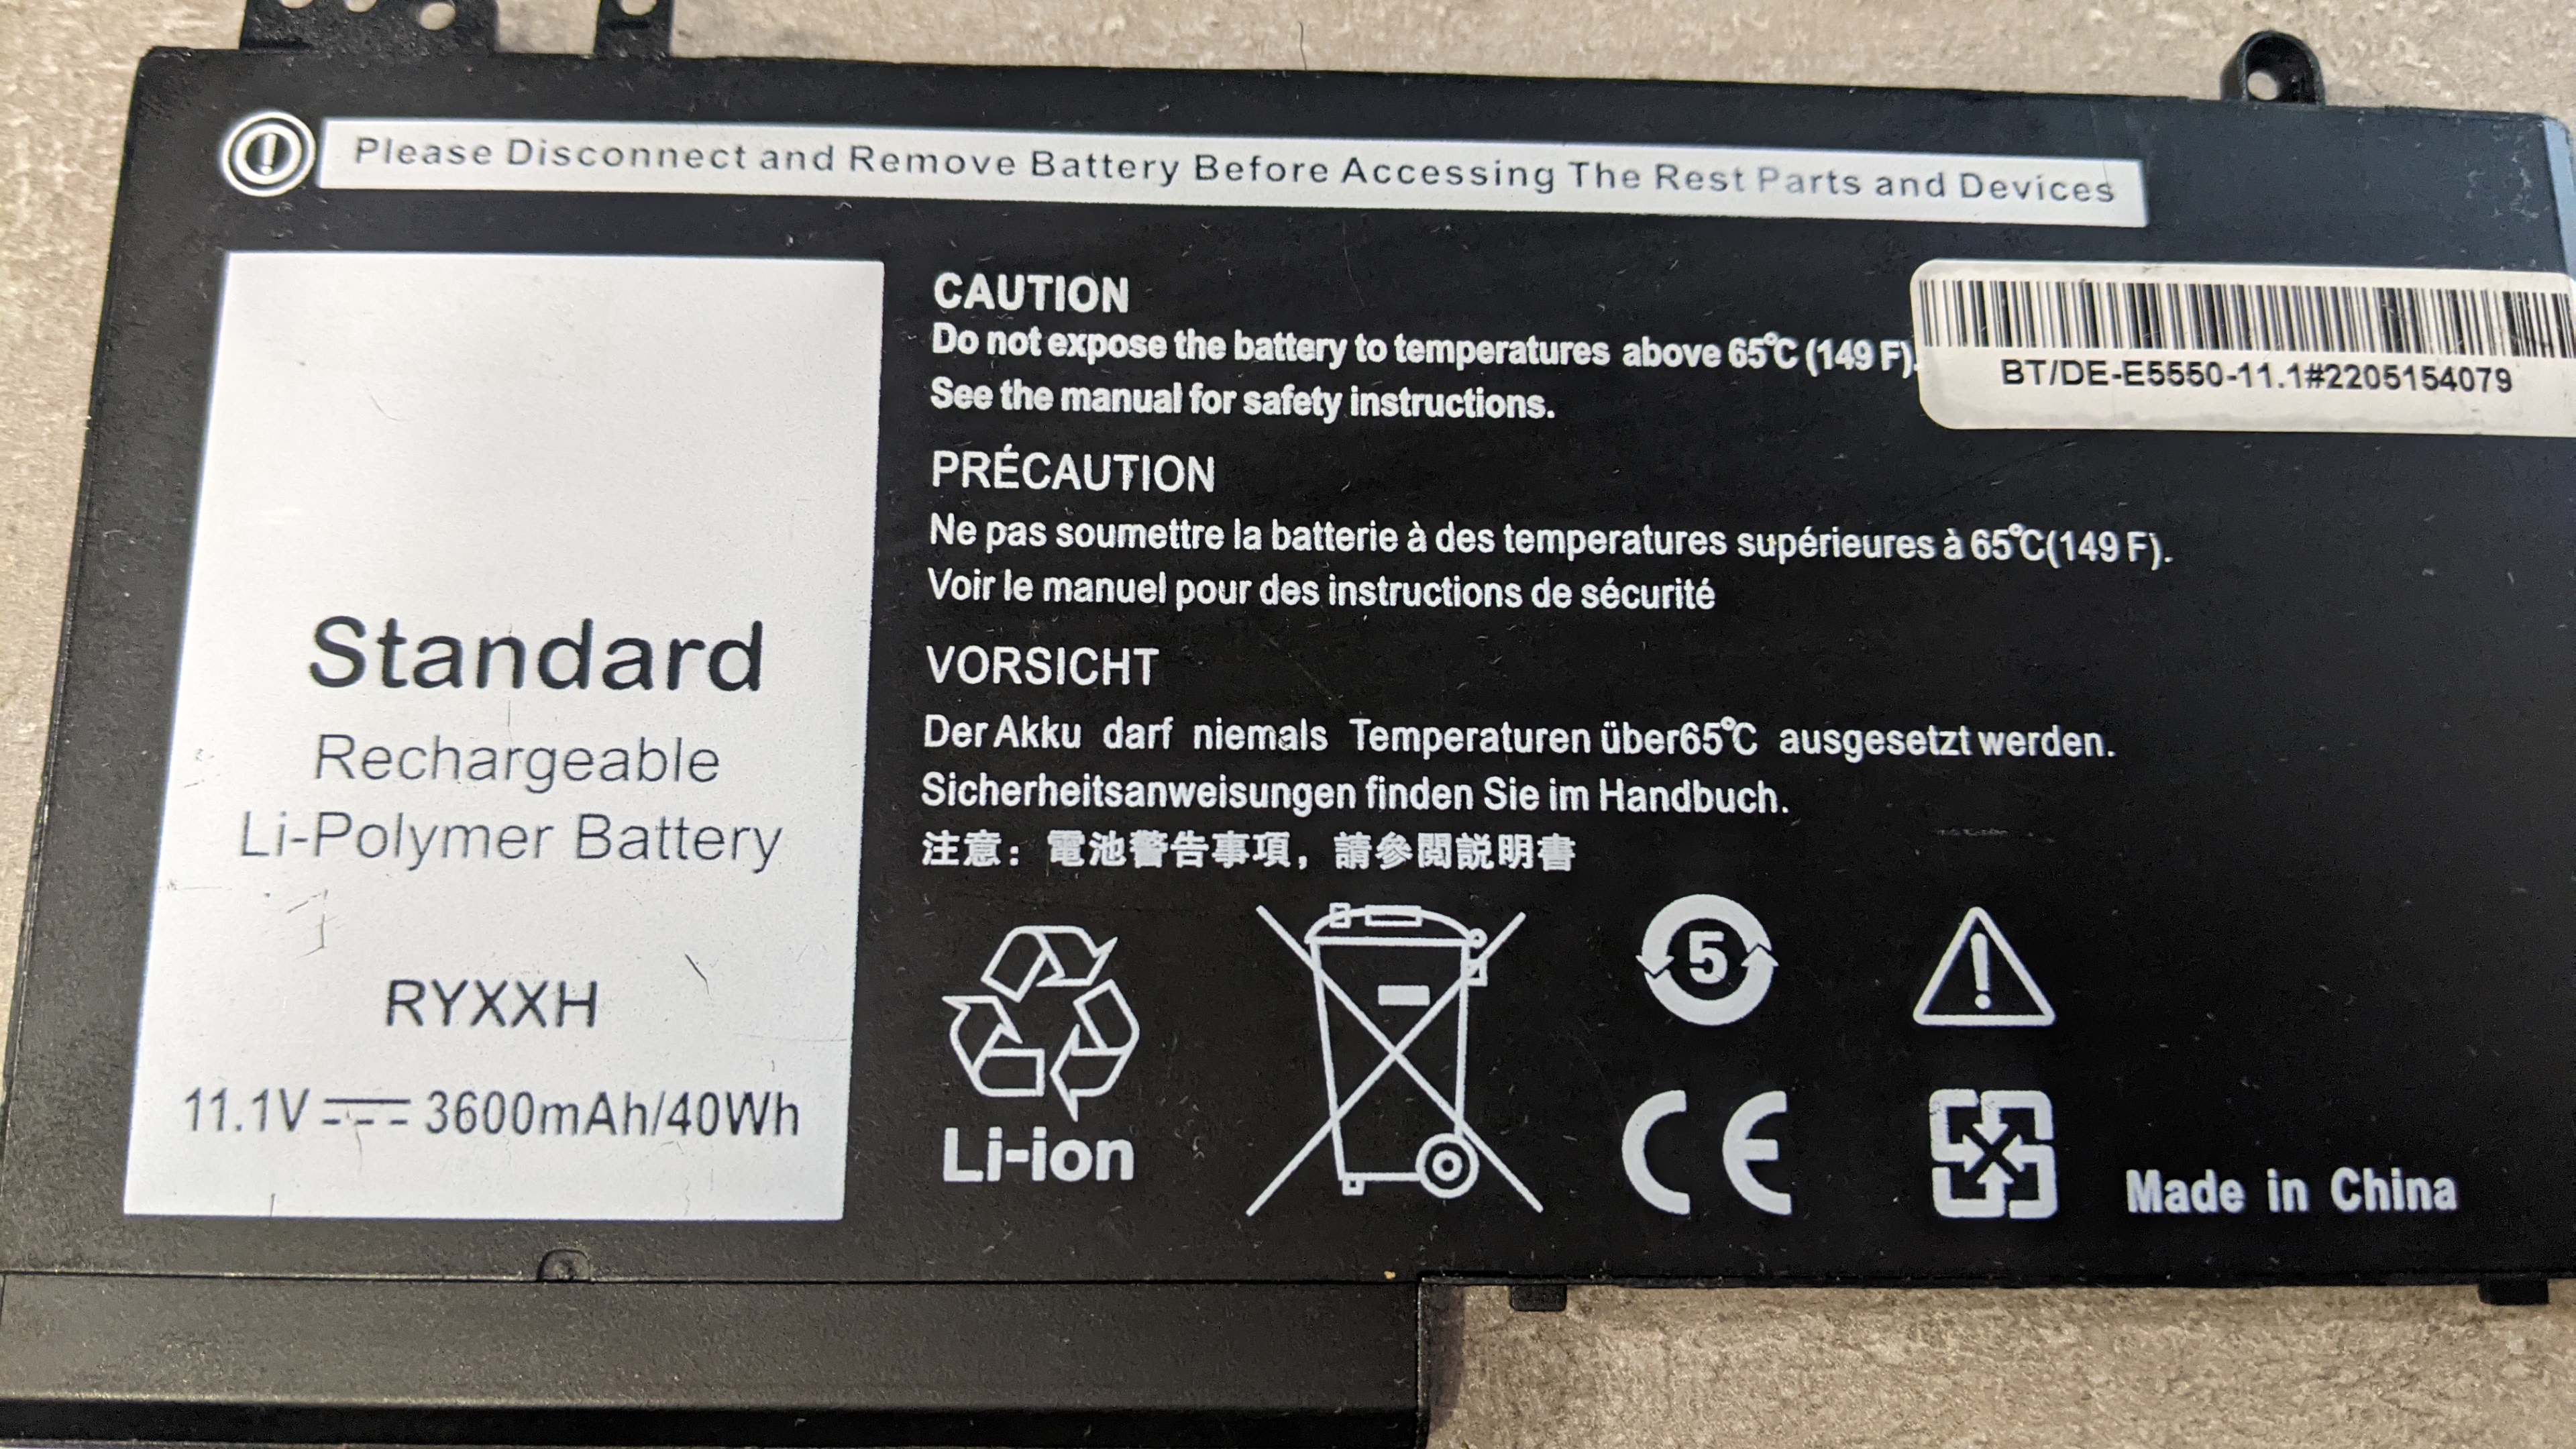 Please Disconnect and Remove Battery Before Accessing The Rest Parts and Devices
Standard
Rechargeable
Li-Polymer Battery
RYXXH
11.1V 3600mAh/40Wh
CAUTION
Do not expose the battery to temperatures above 65℃ (149 F).
See the manual for safety instructions.
BT/DE-E5550-11.1#2205154079
PRÉCAUTION
Ne pas soumettre la batterie à des temperatures supérieures à 65℃(149 F).
Voir le manuel pour des instructions de sécurité
VORSICHT
Der Akku darf niemals Temperaturen über65℃ ausgesetzt werden.
Sicherheitsanweisungen finden Sie im Handbuch.
注意：電池警告事項，請參閱説明書
Li-ion
5
CE
Made in China